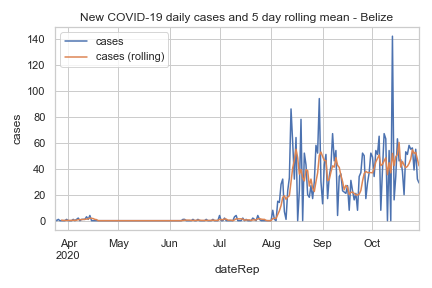 New COVID-19 daily cases and 5 day rolling mean - Belize
cases
cases (rolling)
140
120
100
80
60
40
20
0
cases
Apr
2020
May
Jun
Jul
Aug
Sep
Oct
dateRep